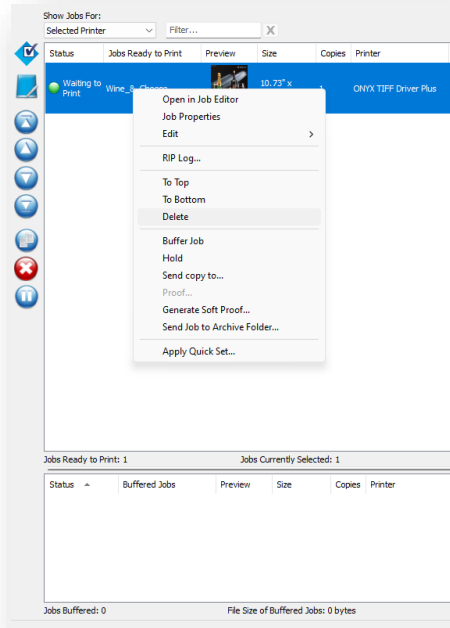 Show Jobs For:
Selected Printer
Filter...
X
Status Jobs Ready to Print Preview Size Copies Printer
Waiting to Print Wine_&_Cheese 10.73" x 1 ONYX TIFF Driver Plus
Open in Job Editor
Job Properties
Edit
RIP Log...
To Top
To Bottom
Delete
Buffer Job
Hold
Send copy to...
Proof...
Generate Soft Proof...
Send Job to Archive Folder...
Apply Quick Set...
Jobs Ready to Print: 1 Jobs Currently Selected: 1
Status Buffered Jobs Preview Size Copies Printer
Jobs Buffered: 0 File Size of Buffered Jobs: 0 bytes